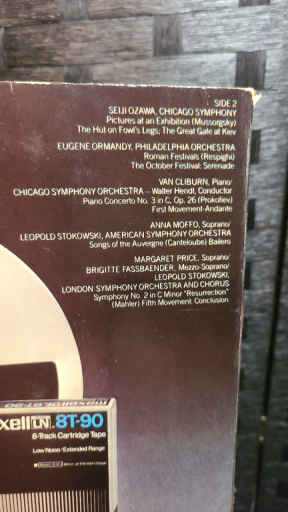 SIDE 2
SEIJI OZAWA, CHICAGO SYMPHONY
Pictures at an Exhibition (Mussorgsky)
The Hut on Fowl's Legs; The Great Gate at Kiev
EUGENE ORMANDY, PHILADELPHIA ORCHESTRA
Roman Festivals (Respighi)
The October Festival: Serenade
VAN CLIBURN, Piano/
CHICAGO SYMPHONY ORCHESTRA – Walter Hendl, Conductor
Piano Concerto No. 3 in C, Op. 26 (Prokofiev)
First Movement-Andante
ANNA MOFFO, Soprano/
LEOPOLD STOKOWSKI, AMERICAN SYMPHONY ORCHESTRA
Songs of the Auvergne (Canteloube) Bailero
MARGARET PRICE, Soprano/
BRIGITTE FASSBAENDER, Mezzo-Soprano/
LEOPOLD STOKOWSKI,
LONDON SYMPHONY ORCHESTRA AND CHORUS
Symphony No. 2 in C Minor "Resurrection"
(Mahler) Fifth Movement Conclusion
maxell 8T-90
xell LN 8T-90
8-Track Cartridge Tape
Low Noise/Extended Range